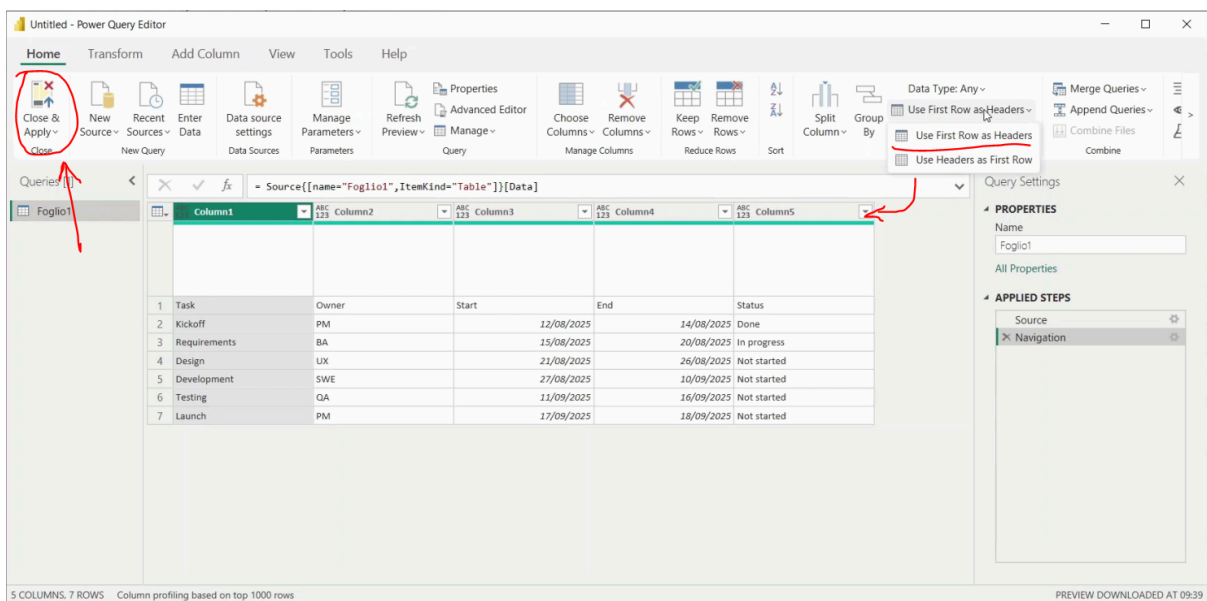 Untitled - Power Query Editor
Home Transform Add Column View Tools Help
Close & Apply
New Source
Recent Sources
Enter Data
Data source settings
Manage Parameters
Refresh Preview
Properties
Advanced Editor
Manage
Choose Columns
Remove Columns
Keep Rows
Remove Rows
Split Column
Group By
Data Type: Any
Use First Row as Headers
Use First Row as Headers
Use Headers as First Row
Merge Queries
Append Queries
Combine Files
Close New Query Data Sources Parameters Query Manage Columns Reduce Rows Sort Combine
Queries [1]
Foglio1
fx = Source{[name="Foglio1",ItemKind="Table"]}[Data]
Column1 ABC 123 Column2 ABC 123 Column3 ABC 123 Column4 ABC 123 Column5
1 Task Owner Start End Status
2 Kickoff PM 12/08/2025 14/08/2025 Done
3 Requirements BA 15/08/2025 20/08/2025 In progress
4 Design UX 21/08/2025 26/08/2025 Not started
5 Development SWE 27/08/2025 10/09/2025 Not started
6 Testing QA 11/09/2025 16/09/2025 Not started
7 Launch PM 17/09/2025 18/09/2025 Not started
Query Settings
PROPERTIES
Name
Foglio1
All Properties
APPLIED STEPS
Source
Navigation
5 COLUMNS, 7 ROWS Column profiling based on top 1000 rows
PREVIEW DOWNLOADED AT 09:39